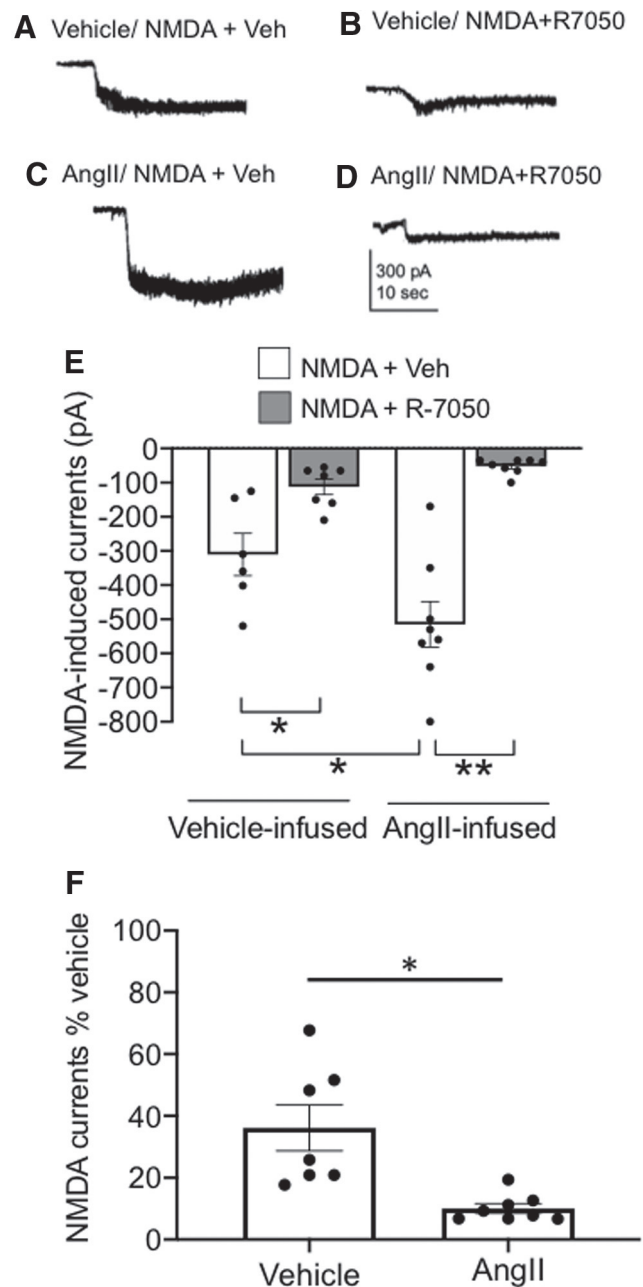 A Vehicle/ NMDA + Veh
B Vehicle/ NMDA+R7050
C AngII/ NMDA + Veh
D AngII/ NMDA+R7050
300 pA
10 sec
E
NMDA + Veh
NMDA + R-7050
NMDA-induced currents (pA)
0
-100
-200
-300
-400
-500
-600
-700
-800
*
*
**
Vehicle-infused
AngII-infused
F
NMDA currents % vehicle
100
80
60
40
20
0
*
Vehicle
AngII